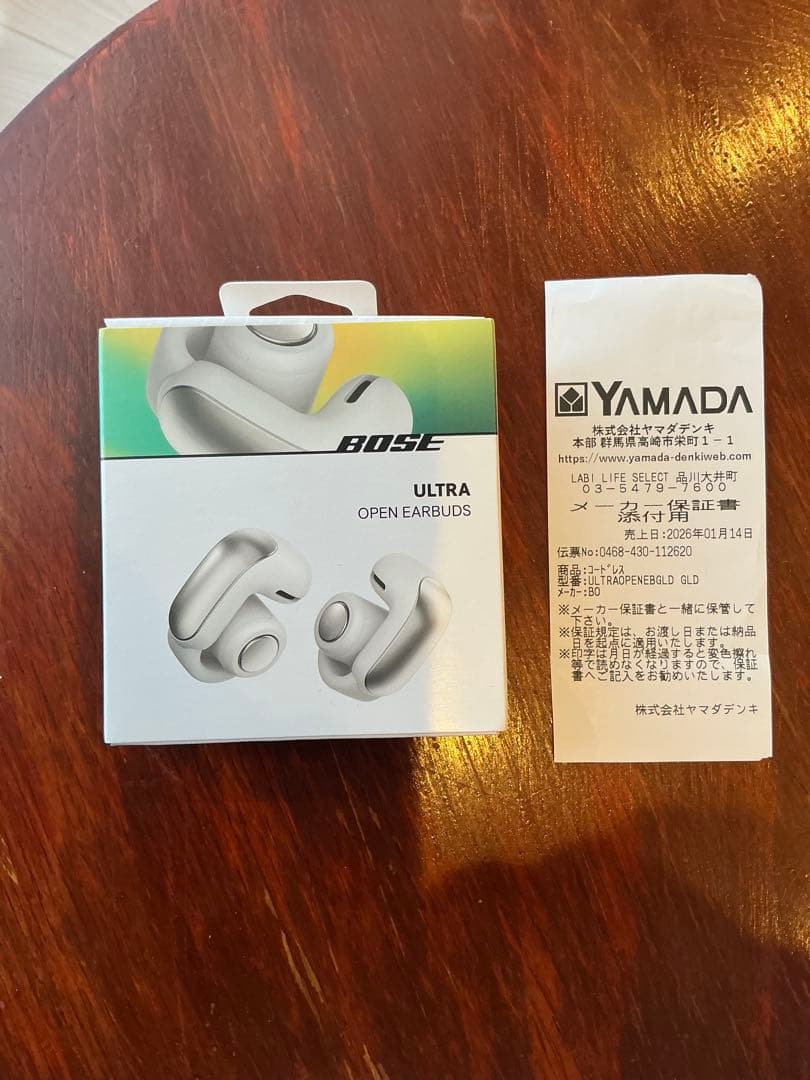 BOSE
ULTRA
OPEN EARBUDS
YAMADA
株式会社ヤマダデンキ
本部 群馬県高崎市栄町1-1
https://www.yamada-denkiweb.com
LABI LIFE SELECT 品川大井町
03-5479-7600
メーカー保証書
添付用
売上日:2026年01月14日
伝票No:0468-430-112620
商品:コードレス
型番:ULTRAOPENEBGLD GLD
メーカー:BO
※メーカー保証書と一緒に保管して
下さい。
※保証規定は、お渡し日または納品
日を起点に適用いたします。
※印字は月日が経過すると変色擦れ
等で読めなくなりますので、保証
書へご記入をお勧めいたします。
株式会社ヤマダデンキ